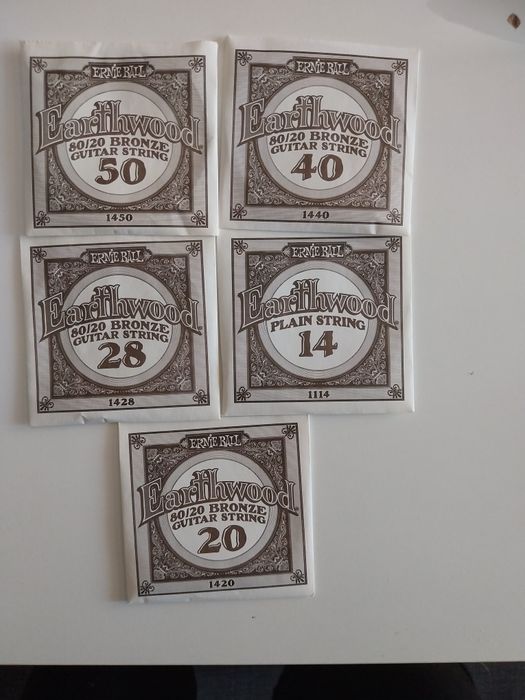 ERNIE BALL
Earthwood
80/20 BRONZE
GUITAR STRING
50
1450
ERNIE BALL
Earthwood
80/20 BRONZE
GUITAR STRING
40
1440
ERNIE BALL
Earthwood
80/20 BRONZE
GUITAR STRING
28
1428
ERNIE BALL
Earthwood
PLAIN STRING
14
1114
ERNIE BALL
Earthwood
80/20 BRONZE
GUITAR STRING
20
1420